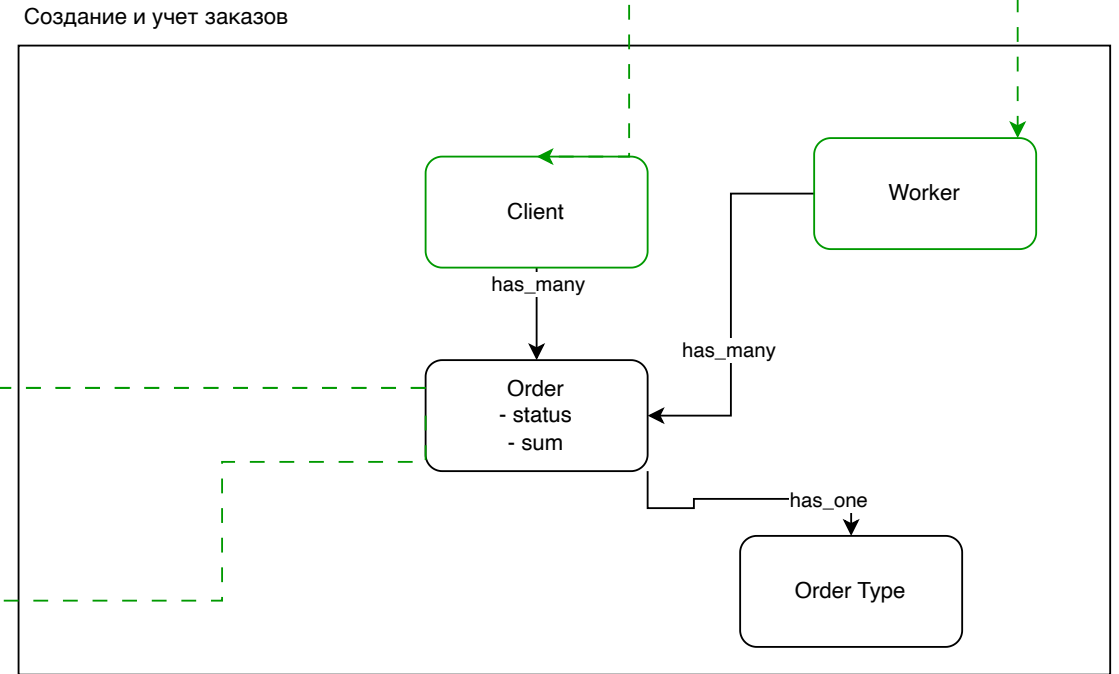 Создание и учет заказов
Client
Worker
has_many
has_many
Order
- status
- sum
has_one
Order Type